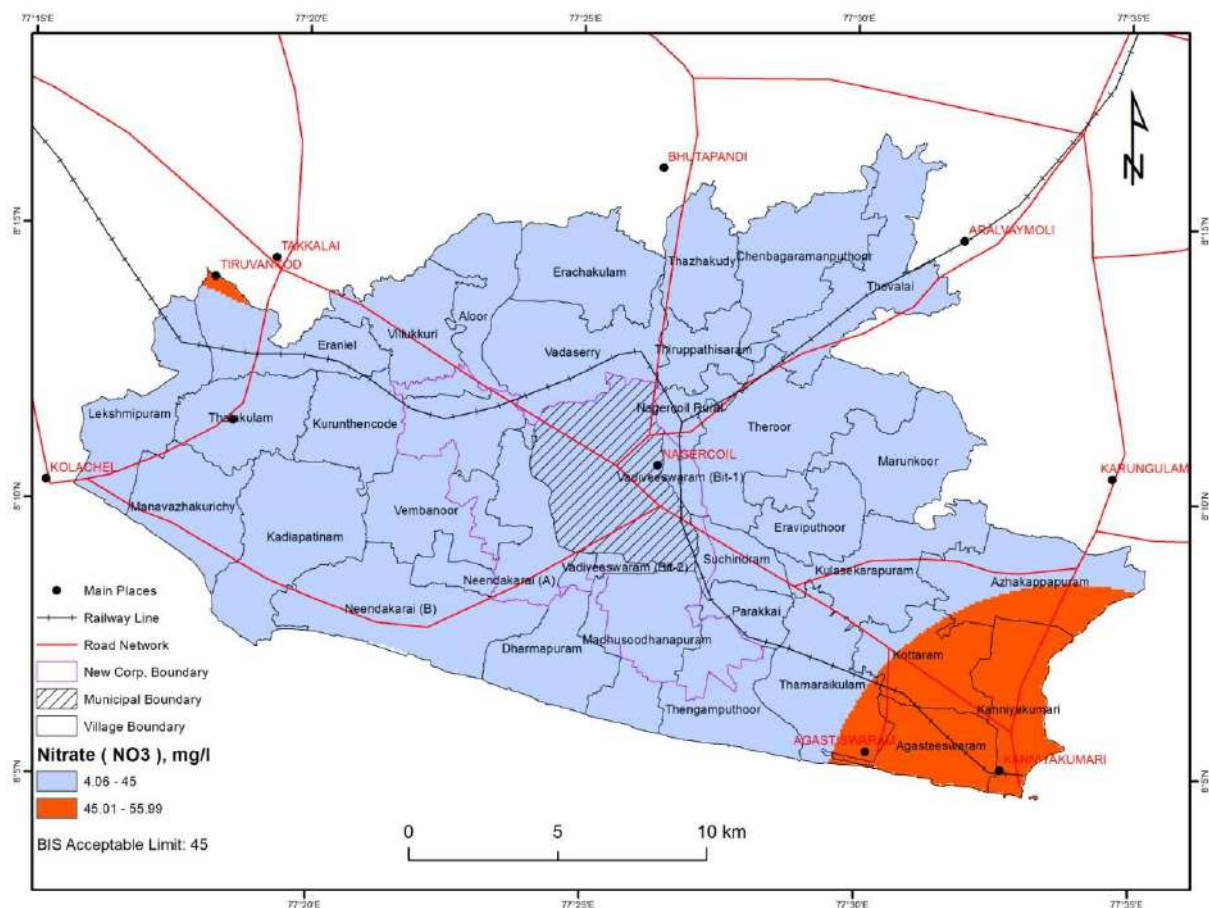 77°15'E 77°20'E 77°25'E 77°30'E 77°35'E
BHUTAPANDI
N
8°15'N
8°15'N
ARALVAYMOLI
TAKKALAI
TIRUVANKOD
Erachakulam
Thazhakudy
Chenbagaramanputhoor
Thovalai
Villukkuri
Aloor
Eraniel
Vadaserry
Thiruppathisaram
Lekshmipuram
Thalakulam
Kurunthencode
Nagercoil Rural
Theroor
Marunkoor
KOLACHEL
NAGERCOIL
Vadiveeswaram (Bit-1)
KARUNGULAM
8°10'N
8°10'N
Manavazhakurichy
Vembanoor
Kadiapatinam
Eraviputhoor
Suchindram
Kulasekarapuram
Vadiveeswaram (Bit-2)
Neendakarai (A)
Azhakappapuram
Neendakarai (B)
Parakkai
Madhusoodhanapuram
Dharmapuram
Kottaram
Thamaraikulam
Thengamputhoor
Kanniyakumari
AGASTISWARAM
Agasteeswaram
KANNIYAKUMARI
8°5'N
8°5'N
Main Places
Railway Line
Road Network
New Corp. Boundary
Municipal Boundary
Village Boundary
Nitrate ( NO3 ), mg/l
4.06 - 45
45.01 - 55.99
BIS Acceptable Limit: 45
0 5 10 km
77°20'E 77°25'E 77°30'E 77°35'E